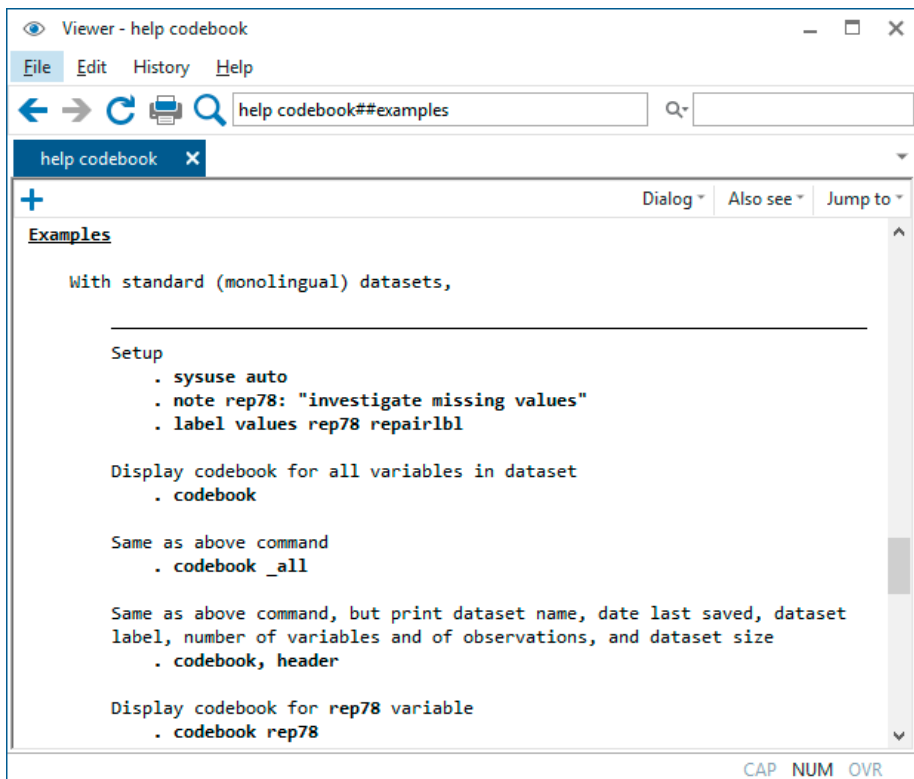 Viewer - help codebook
File Edit History Help
help codebook##examples
help codebook
Dialog Also see Jump to
Examples
With standard (monolingual) datasets,
Setup
. sysuse auto
. note rep78: "investigate missing values"
. label values rep78 repairlbl
Display codebook for all variables in dataset
. codebook
Same as above command
. codebook _all
Same as above command, but print dataset name, date last saved, dataset
label, number of variables and of observations, and dataset size
. codebook, header
Display codebook for rep78 variable
. codebook rep78
CAP NUM OVR